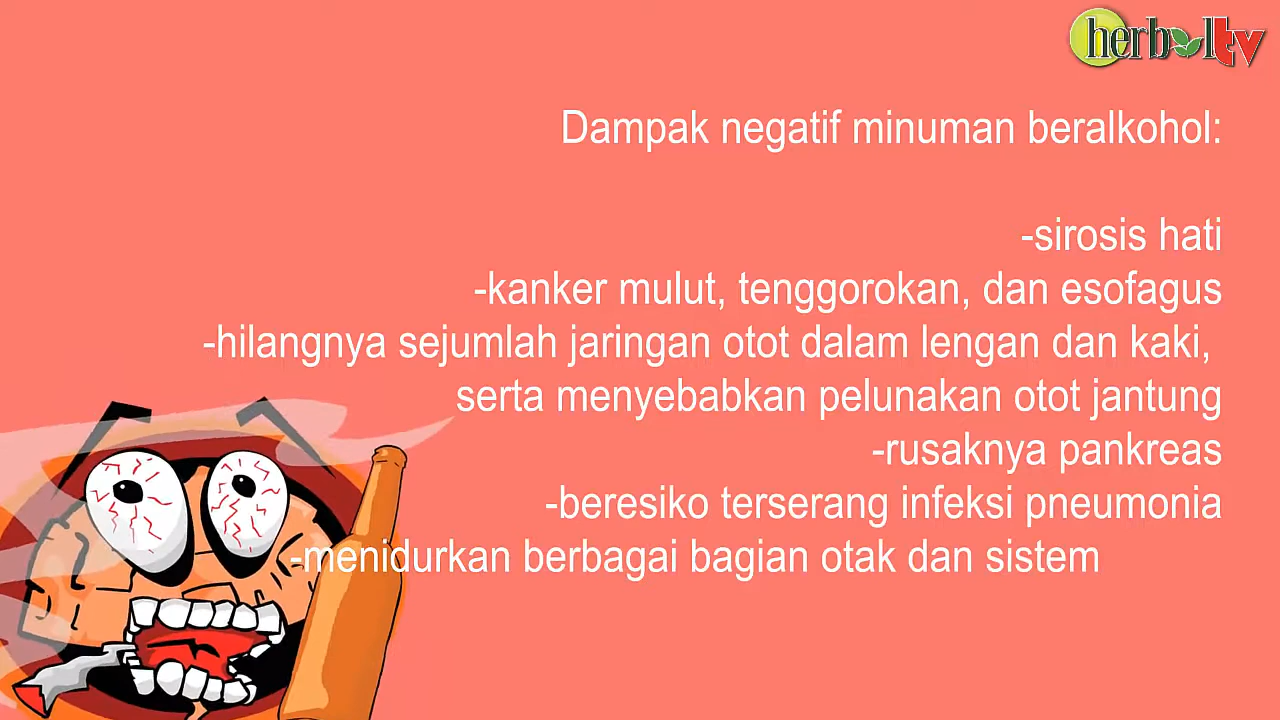 herbaltv
Dampak negatif minuman beralkohol:
-sirosis hati
-kanker mulut, tenggorokan, dan esofagus
-hilangnya sejumlah jaringan otot dalam lengan dan kaki,
serta menyebabkan pelunakan otot jantung
-rusaknya pankreas
-beresiko terserang infeksi pneumonia
-menidurkan berbagai bagian otak dan sistem